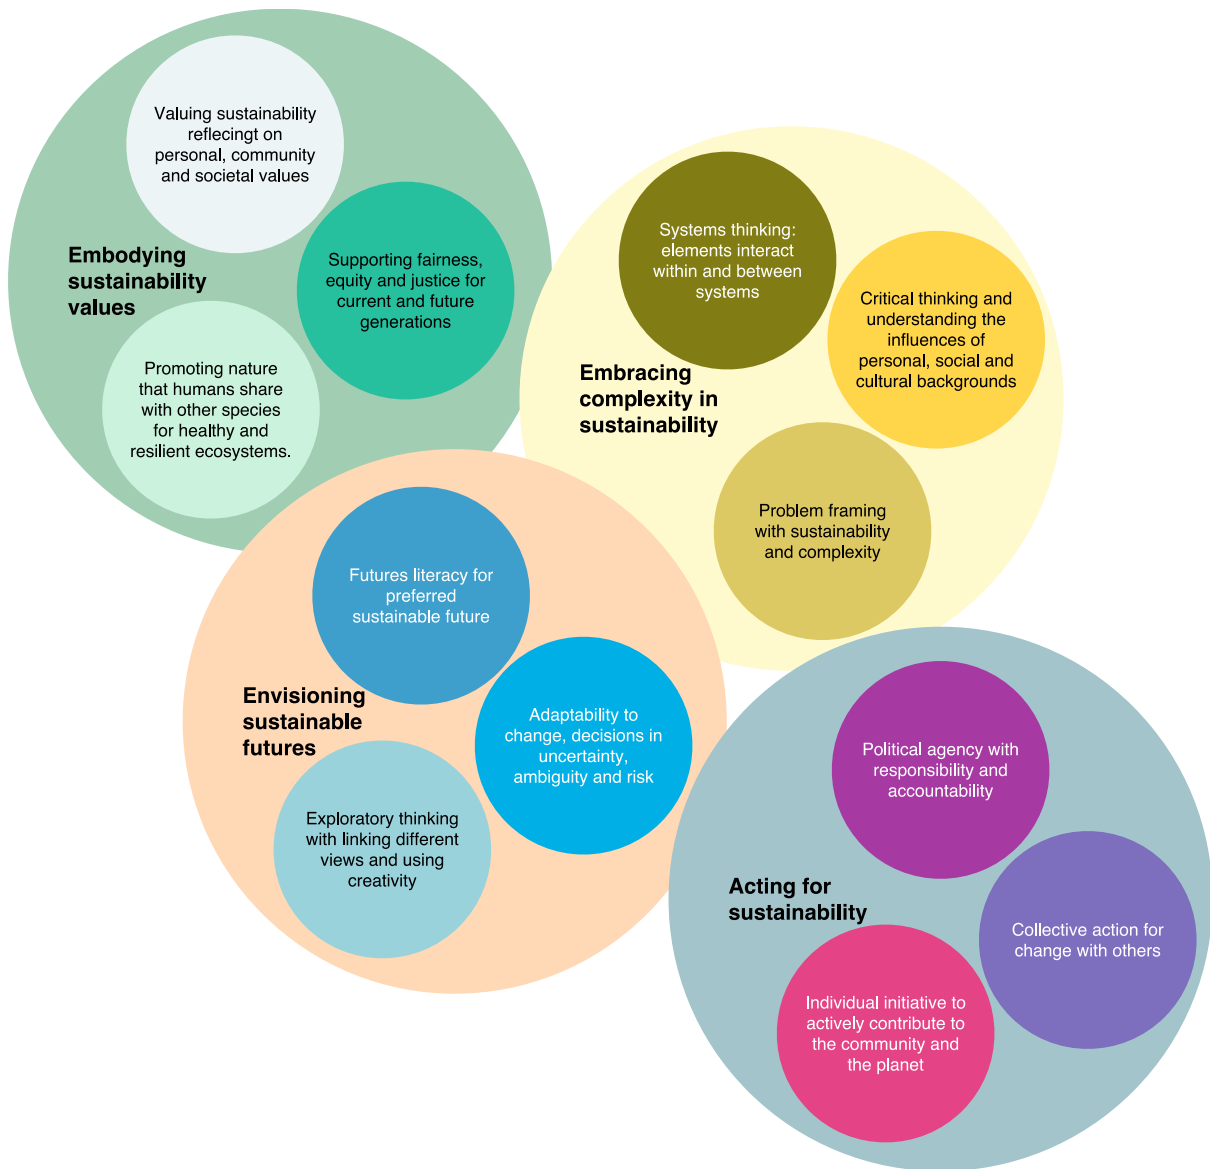 Valuing sustainability
reflecingt on
personal, community
and societal values
Embodying
sustainability
values
Supporting fairness,
equity and justice for
current and future
generations
Promoting nature
that humans share
with other species
for healthy and
resilient ecosystems.
Systems thinking:
elements interact
within and between
systems
Critical thinking and
understanding the
influences of
personal, social and
cultural backgrounds
Embracing
complexity in
sustainability
Problem framing
with sustainability
and complexity
Futures literacy for
preferred
sustainable future
Envisioning
sustainable
futures
Adaptability to
change, decisions in
uncertainty,
ambiguity and risk
Exploratory thinking
with linking different
views and using
creativity
Political agency with
responsibility and
accountability
Acting for
sustainability
Collective action for
change with others
Individual initiative to
actively contribute to
the community and
the planet